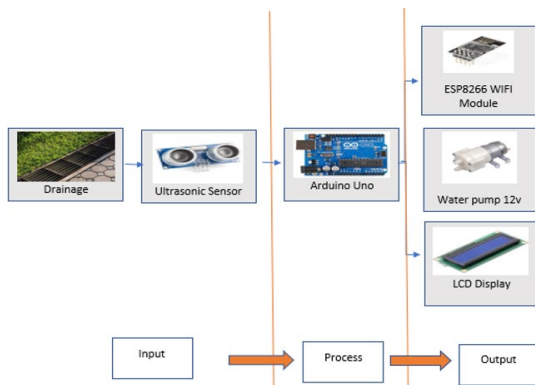 ESP8266 WIFI
Module
Drainage
Ultrasonic Sensor
Arduino Uno
Water pump 12v
LCD Display
Input
Process
Output